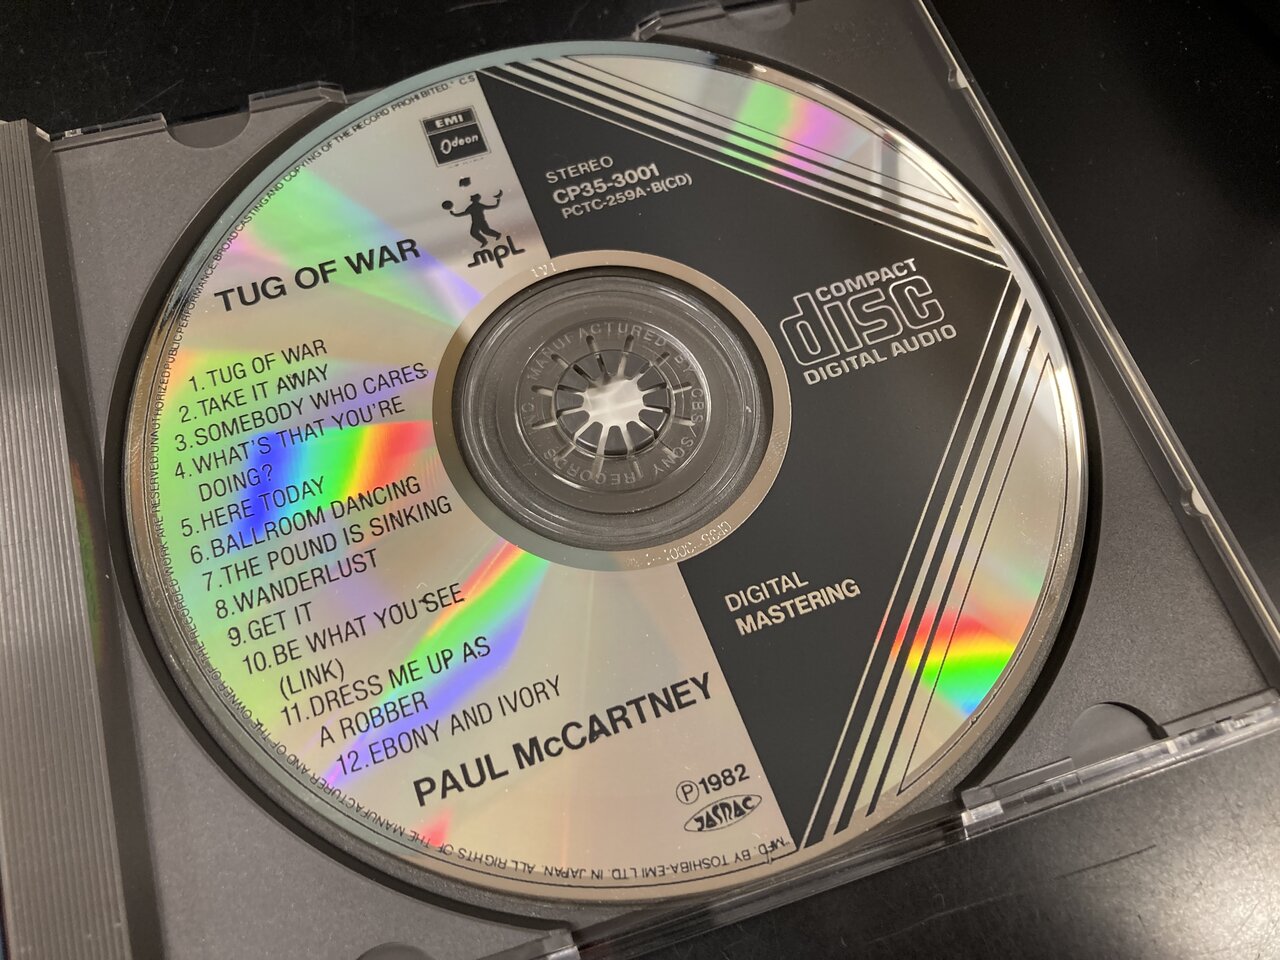 EMI
Odeon
mpL
STEREO
CP35-3001
PCTC-259A·B(CD)
TUG OF WAR
COMPACT
disc
DIGITAL AUDIO
1.TUG OF WAR
2.TAKE IT AWAY
3.SOMEBODY WHO CARES
4.WHAT'S THAT YOU'RE
DOING?
5.HERE TODAY
6.BALLROOM DANCING
7.THE POUND IS SINKING
8.WANDERLUST
9.GET IT
10.BE WHAT YOU SEE
(LINK)
11.DRESS ME UP AS
A ROBBER
12.EBONY AND IVORY
PAUL McCARTNEY
DIGITAL
MASTERING
Ⓟ1982
JASRAC
MANUFACTURED BY CBS/SONY RECORDS INC.
1V1
CP35-3001
"MFD. BY TOSHIBA-EMI LTD. IN JAPAN. ALL RIGHTS OF THE MANUFACTURER AND OF THE OWNER OF THE RECORDED WORK ARE RESERVED. UNAUTHORIZED PUBLIC PERFORMANCE BROADCASTING AND COPYING OF THE RECORD PROHIBITED." C.S